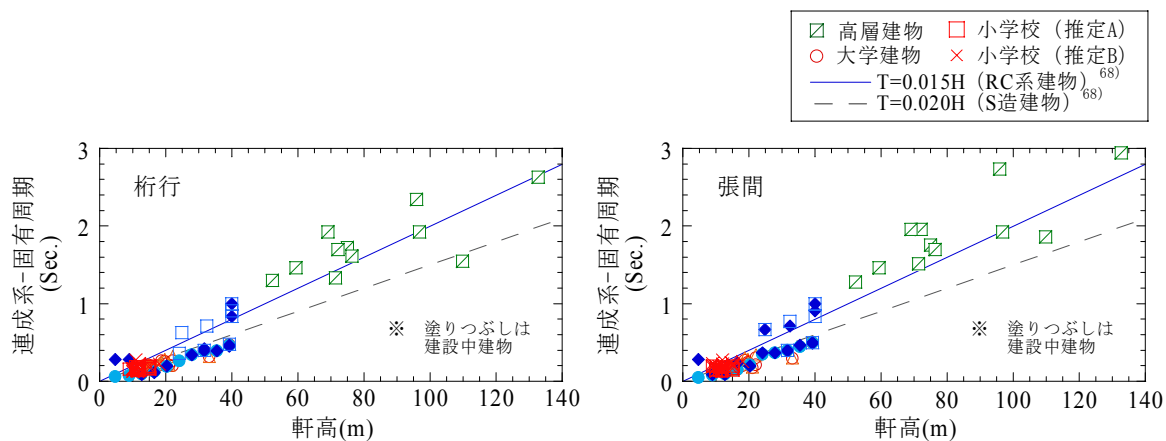 高層建物 小学校（推定A）
大学建物 小学校（推定B）
T=0.015H（RC系建物）68)
T=0.020H（S造建物）68)
桁行
連成系-固有周期
(Sec.)
3
2
1
0
0 20 40 60 80 100 120 140
軒高(m)
※ 塗りつぶしは
建設中建物
張間
連成系-固有周期
(Sec.)
3
2
1
0
0 20 40 60 80 100 120 140
軒高(m)
※ 塗りつぶしは
建設中建物